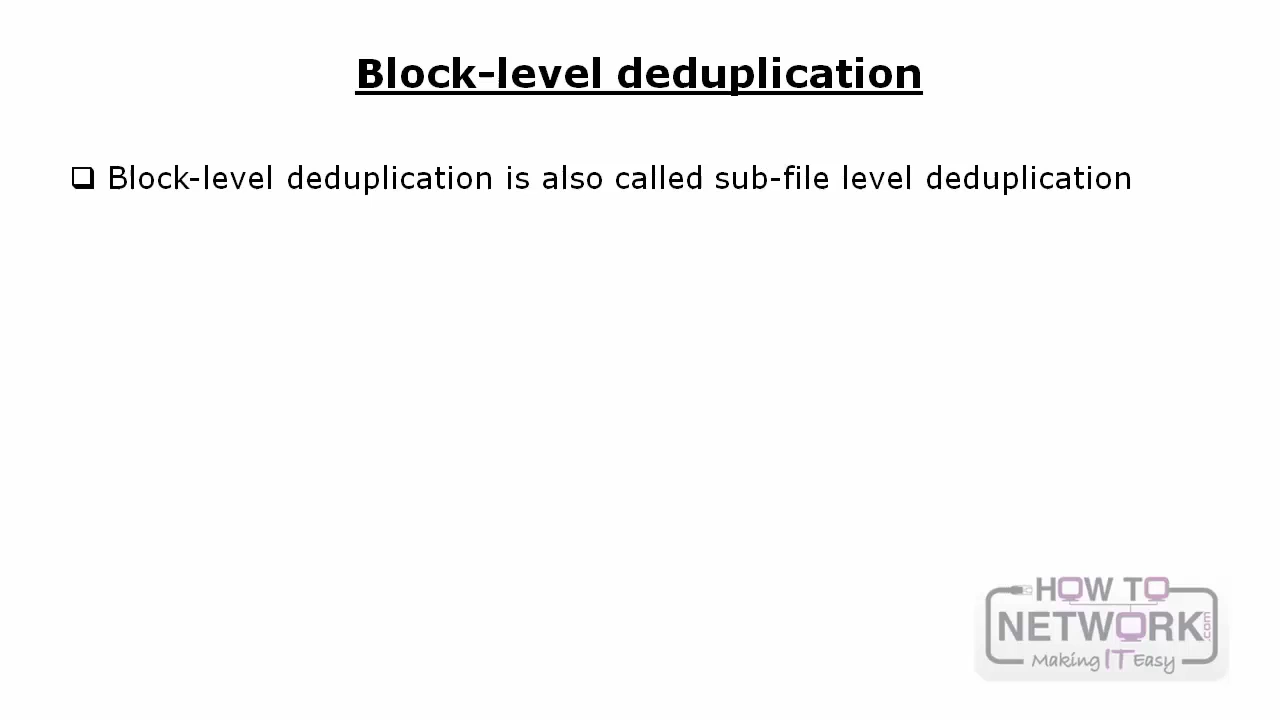 Block-level deduplication
❑ Block-level deduplication is also called sub-file level deduplication
HOW TO
NETWORK.com
Making IT Easy